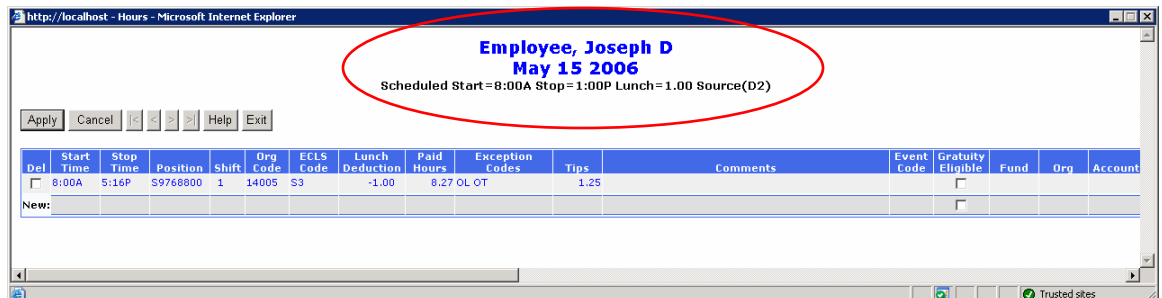 http://localhost - Hours - Microsoft Internet Explorer
Employee, Joseph D
May 15 2006
Scheduled Start=8:00A Stop=1:00P Lunch=1.00 Source(D2)
Apply Cancel |< < > >| Help Exit
Del Start Time Stop Time Position Shift Org Code ECLS Code Lunch Deduction Paid Hours Exception Codes Tips Comments Event Code Gratuity Eligible Fund Org Account
8:00A 5:16P S9768800 1 14005 S3 -1.00 8.27 OL OT 1.25
New:
Trusted sites